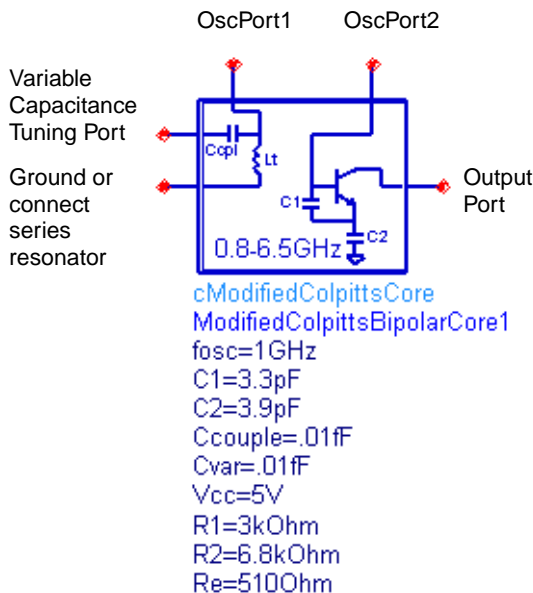 OscPort1
OscPort2
Variable
Capacitance
Tuning Port
Ground or
connect
series
resonator
Ccpl
Lt
C1
C2
0.8-6.5GHz
Output
Port
cModifiedColpittsCore
ModifiedColpittsBipolarCore1
fosc=1GHz
C1=3.3pF
C2=3.9pF
Ccouple=.01fF
Cvar=.01fF
Vcc=5V
R1=3kOhm
R2=6.8kOhm
Re=510Ohm